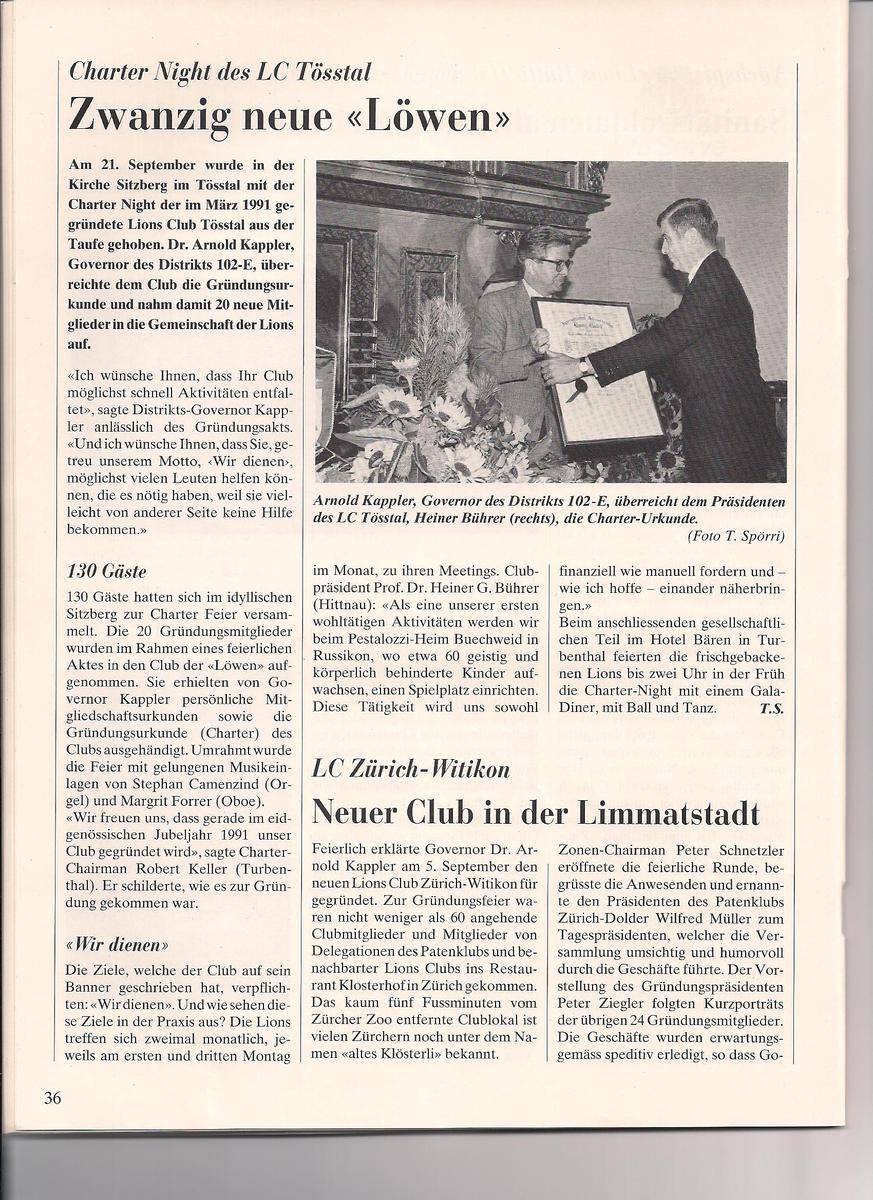 Charter Night des LC Tösstal
Zwanzig neue «Löwen»
Am 21. September wurde in der
Kirche Sitzberg im Tösstal mit der
Charter Night der im März 1991 ge-
gründete Lions Club Tösstal aus der
Taufe gehoben. Dr. Arnold Kappler,
Governor des Distrikts 102-E, über-
reichte dem Club die Gründungsur-
kunde und nahm damit 20 neue Mit-
glieder in die Gemeinschaft der Lions
auf.
«Ich wünsche Ihnen, dass Ihr Club
möglichst schnell Aktivitäten entfal-
tet», sagte Distrikts-Governor Kapp-
ler anlässlich des Gründungsakts.
«Und ich wünsche Ihnen, dass Sie, ge-
treu unserem Motto, ‹Wir dienen›,
möglichst vielen Leuten helfen kön-
nen, die es nötig haben, weil sie viel-
leicht von anderer Seite keine Hilfe
bekommen.»
130 Gäste
130 Gäste hatten sich im idyllischen
Sitzberg zur Charter Feier versam-
melt. Die 20 Gründungsmitglieder
wurden im Rahmen eines feierlichen
Aktes in den Club der «Löwen» auf-
genommen. Sie erhielten von Go-
vernor Kappler persönliche Mit-
gliedschaftsurkunden sowie die
Gründungsurkunde (Charter) des
Clubs ausgehändigt. Umrahmt wurde
die Feier mit gelungenen Musikein-
lagen von Stephan Camenzind (Or-
gel) und Margrit Forrer (Oboe).
«Wir freuen uns, dass gerade im eid-
genössischen Jubeljahr 1991 unser
Club gegründet wird», sagte Charter-
Chairman Robert Keller (Turben-
thal). Er schilderte, wie es zur Grün-
dung gekommen war.
«Wir dienen»
Die Ziele, welche der Club auf sein
Banner geschrieben hat, verpflich-
ten: «Wir dienen». Und wie sehen die-
se Ziele in der Praxis aus? Die Lions
treffen sich zweimal monatlich, je-
weils am ersten und dritten Montag
Arnold Kappler, Governor des Distrikts 102-E, überreicht dem Präsidenten
des LC Tösstal, Heiner Bührer (rechts), die Charter-Urkunde.
(Foto T. Spörri)
im Monat, zu ihren Meetings. Club-
präsident Prof. Dr. Heiner G. Bührer
(Hittnau): «Als eine unserer ersten
wohltätigen Aktivitäten werden wir
beim Pestalozzi-Heim Buechweid in
Russikon, wo etwa 60 geistig und
körperlich behinderte Kinder auf-
wachsen, einen Spielplatz einrichten.
Diese Tätigkeit wird uns sowohl
finanziell wie manuell fordern und –
wie ich hoffe – einander näherbrin-
gen.»
Beim anschliessenden gesellschaftli-
chen Teil im Hotel Bären in Tur-
benthal feierten die frischgebacke-
nen Lions bis zwei Uhr in der Früh
die Charter-Night mit einem Gala-
Diner, mit Ball und Tanz. T.S.
LC Zürich-Witikon
Neuer Club in der Limmatstadt
Feierlich erklärte Governor Dr. Ar-
nold Kappler am 5. September den
neuen Lions Club Zürich-Witikon für
gegründet. Zur Gründungsfeier wa-
ren nicht weniger als 60 angehende
Clubmitglieder und Mitglieder von
Delegationen des Patenklubs und be-
nachbarter Lions Clubs ins Restau-
rant Klosterhof in Zürich gekommen.
Das kaum fünf Fussminuten vom
Zürcher Zoo entfernte Clublokal ist
vielen Zürchern noch unter dem Na-
men «altes Klösterli» bekannt.
Zonen-Chairman Peter Schnetzler
eröffnete die feierliche Runde, be-
grüsste die Anwesenden und ernann-
te den Präsidenten des Patenklubs
Zürich-Dolder Wilfred Müller zum
Tagespräsidenten, welcher die Ver-
sammlung umsichtig und humorvoll
durch die Geschäfte führte. Der Vor-
stellung des Gründungspräsidenten
Peter Ziegler folgten Kurzporträts
der übrigen 24 Gründungsmitglieder.
Die Geschäfte wurden erwartungs-
gemäss speditiv erledigt, so dass Go-
36